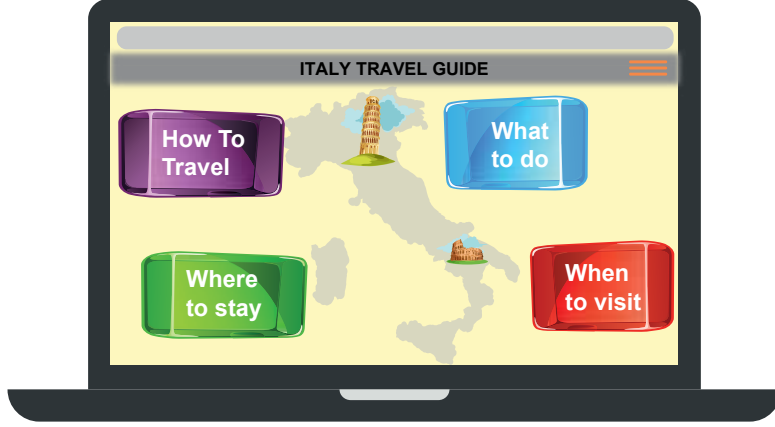 ITALY TRAVEL GUIDE
How To
Travel
What
to do
Where
to stay
When
to visit